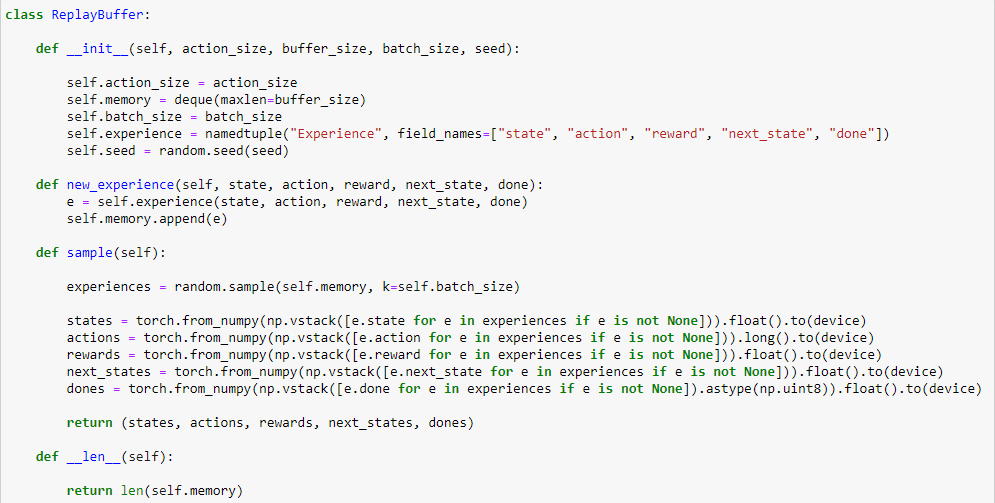 class ReplayBuffer:
    def __init__(self, action_size, buffer_size, batch_size, seed):
        self.action_size = action_size
        self.memory = deque(maxlen=buffer_size)
        self.batch_size = batch_size
        self.experience = namedtuple("Experience", field_names=["state", "action", "reward", "next_state", "done"])
        self.seed = random.seed(seed)
    def new_experience(self, state, action, reward, next_state, done):
        e = self.experience(state, action, reward, next_state, done)
        self.memory.append(e)
    def sample(self):
        experiences = random.sample(self.memory, k=self.batch_size)
        states = torch.from_numpy(np.vstack([e.state for e in experiences if e is not None])).float().to(device)
        actions = torch.from_numpy(np.vstack([e.action for e in experiences if e is not None])).long().to(device)
        rewards = torch.from_numpy(np.vstack([e.reward for e in experiences if e is not None])).float().to(device)
        next_states = torch.from_numpy(np.vstack([e.next_state for e in experiences if e is not None])).float().to(device)
        dones = torch.from_numpy(np.vstack([e.done for e in experiences if e is not None]).astype(np.uint8)).float().to(device)
        return (states, actions, rewards, next_states, dones)
    def __len__(self):
        return len(self.memory)